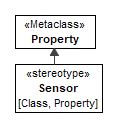 «Metaclass»
Property
«stereotype»
Sensor
[Class, Property]